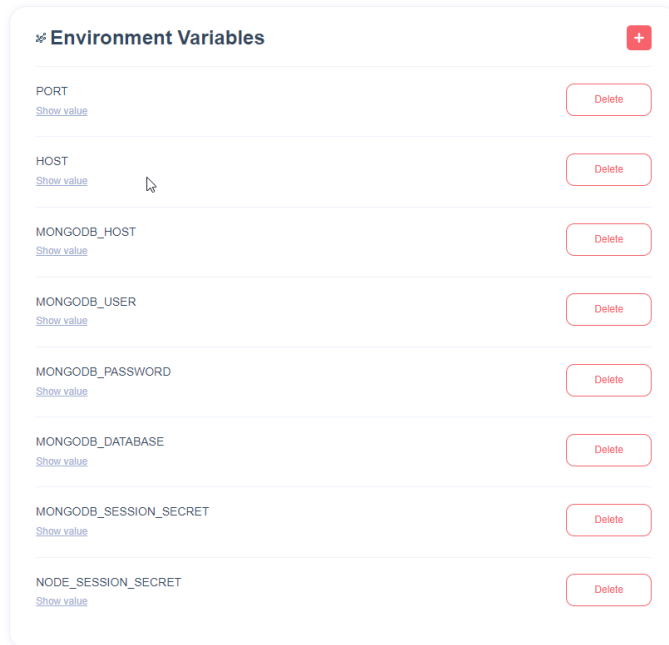 Environment Variables
+
PORT
Show value
Delete
HOST
Show value
Delete
MONGODB_HOST
Show value
Delete
MONGODB_USER
Show value
Delete
MONGODB_PASSWORD
Show value
Delete
MONGODB_DATABASE
Show value
Delete
MONGODB_SESSION_SECRET
Show value
Delete
NODE_SESSION_SECRET
Show value
Delete